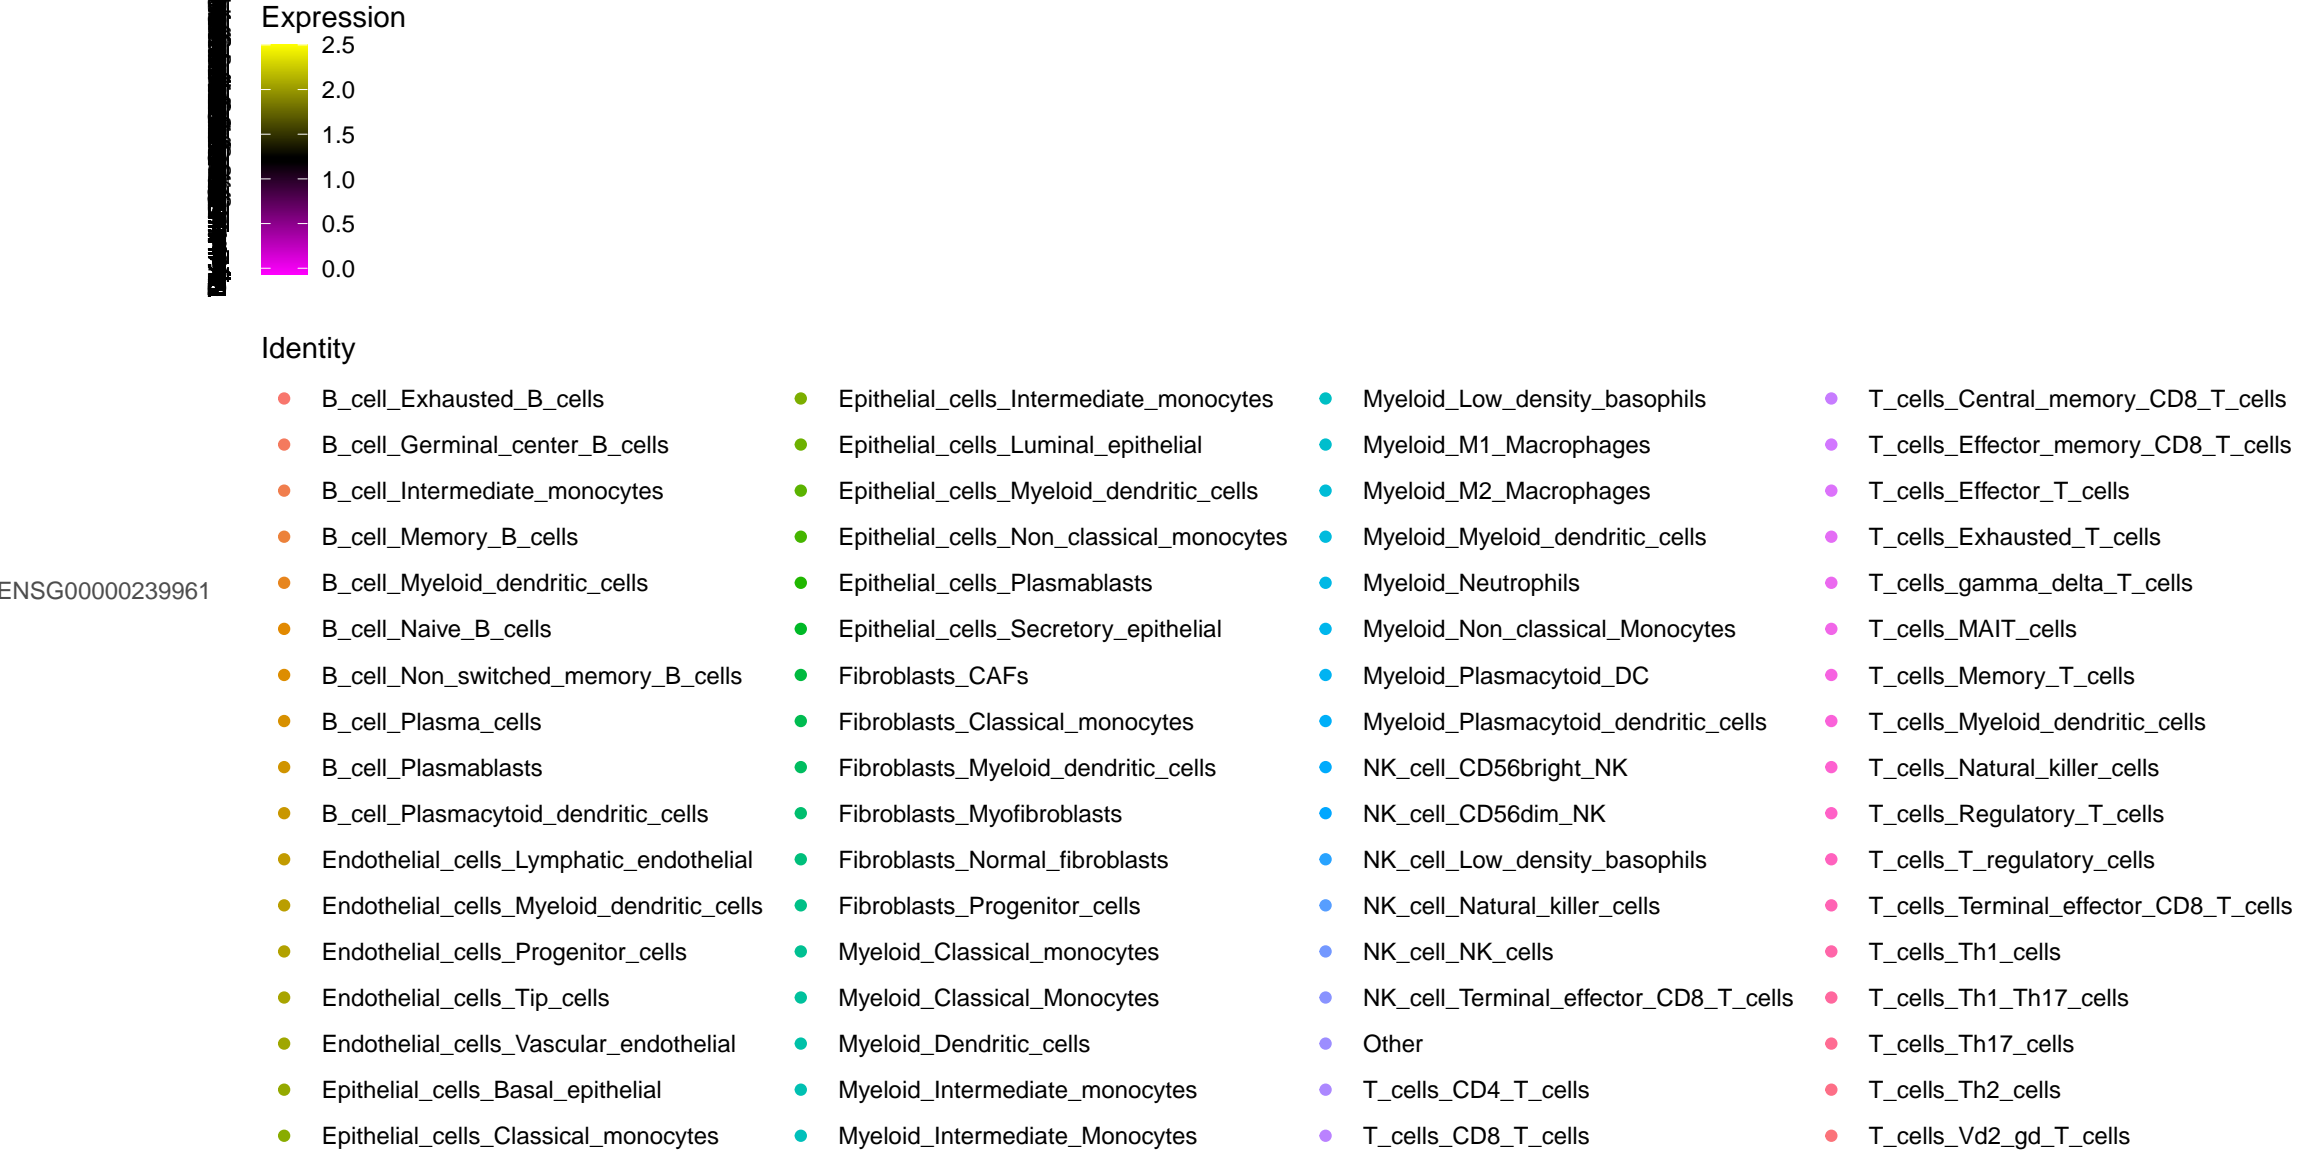 Expression
2.5
2.0
1.5
1.0
0.5
0.0
Identity
B_cell_Exhausted_B_cells
B_cell_Germinal_center_B_cells
B_cell_Intermediate_monocytes
B_cell_Memory_B_cells
B_cell_Myeloid_dendritic_cells
B_cell_Naive_B_cells
B_cell_Non_switched_memory_B_cells
B_cell_Plasma_cells
B_cell_Plasmablasts
B_cell_Plasmacytoid_dendritic_cells
Endothelial_cells_Lymphatic_endothelial
Endothelial_cells_Myeloid_dendritic_cells
Endothelial_cells_Progenitor_cells
Endothelial_cells_Tip_cells
Endothelial_cells_Vascular_endothelial
Epithelial_cells_Basal_epithelial
Epithelial_cells_Classical_monocytes
Epithelial_cells_Intermediate_monocytes
Epithelial_cells_Luminal_epithelial
Epithelial_cells_Myeloid_dendritic_cells
Epithelial_cells_Non_classical_monocytes
Epithelial_cells_Plasmablasts
Epithelial_cells_Secretory_epithelial
Fibroblasts_CAFs
Fibroblasts_Classical_monocytes
Fibroblasts_Myeloid_dendritic_cells
Fibroblasts_Myofibroblasts
Fibroblasts_Normal_fibroblasts
Fibroblasts_Progenitor_cells
Myeloid_Classical_monocytes
Myeloid_Classical_Monocytes
Myeloid_Dendritic_cells
Myeloid_Intermediate_monocytes
Myeloid_Intermediate_Monocytes
Myeloid_Low_density_basophils
Myeloid_M1_Macrophages
Myeloid_M2_Macrophages
Myeloid_Myeloid_dendritic_cells
Myeloid_Neutrophils
Myeloid_Non_classical_Monocytes
Myeloid_Plasmacytoid_DC
Myeloid_Plasmacytoid_dendritic_cells
NK_cell_CD56bright_NK
NK_cell_CD56dim_NK
NK_cell_Low_density_basophils
NK_cell_Natural_killer_cells
NK_cell_NK_cells
NK_cell_Terminal_effector_CD8_T_cells
Other
T_cells_CD4_T_cells
T_cells_CD8_T_cells
T_cells_Central_memory_CD8_T_cells
T_cells_Effector_memory_CD8_T_cells
T_cells_Effector_T_cells
T_cells_Exhausted_T_cells
T_cells_gamma_delta_T_cells
T_cells_MAIT_cells
T_cells_Memory_T_cells
T_cells_Myeloid_dendritic_cells
T_cells_Natural_killer_cells
T_cells_Regulatory_T_cells
T_cells_T_regulatory_cells
T_cells_Terminal_effector_CD8_T_cells
T_cells_Th1_cells
T_cells_Th1_Th17_cells
T_cells_Th17_cells
T_cells_Th2_cells
T_cells_Vd2_gd_T_cells
ENSG00000239961